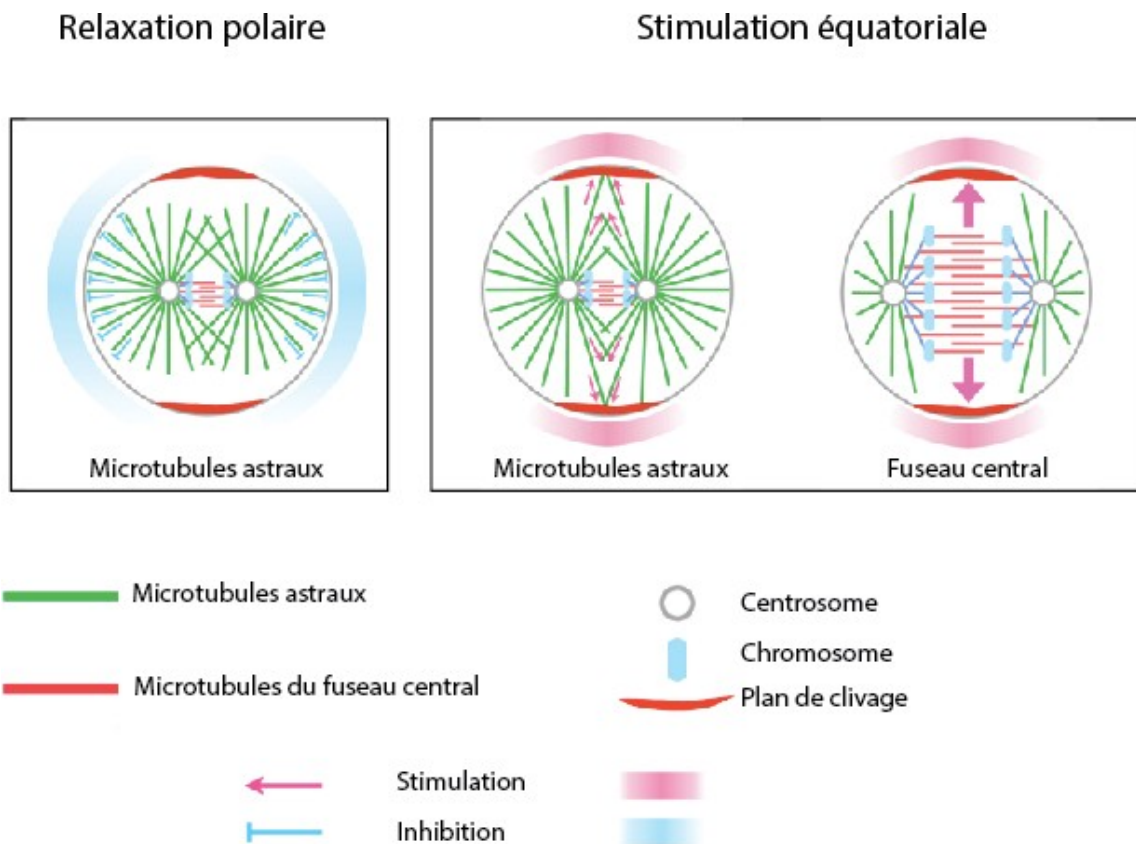 Relaxation polaire
Stimulation équatoriale
Microtubules astraux
Microtubules astraux
Fuseau central
Microtubules astraux
Centrosome
Chromosome
Microtubules du fuseau central
Plan de clivage
Stimulation
Inhibition